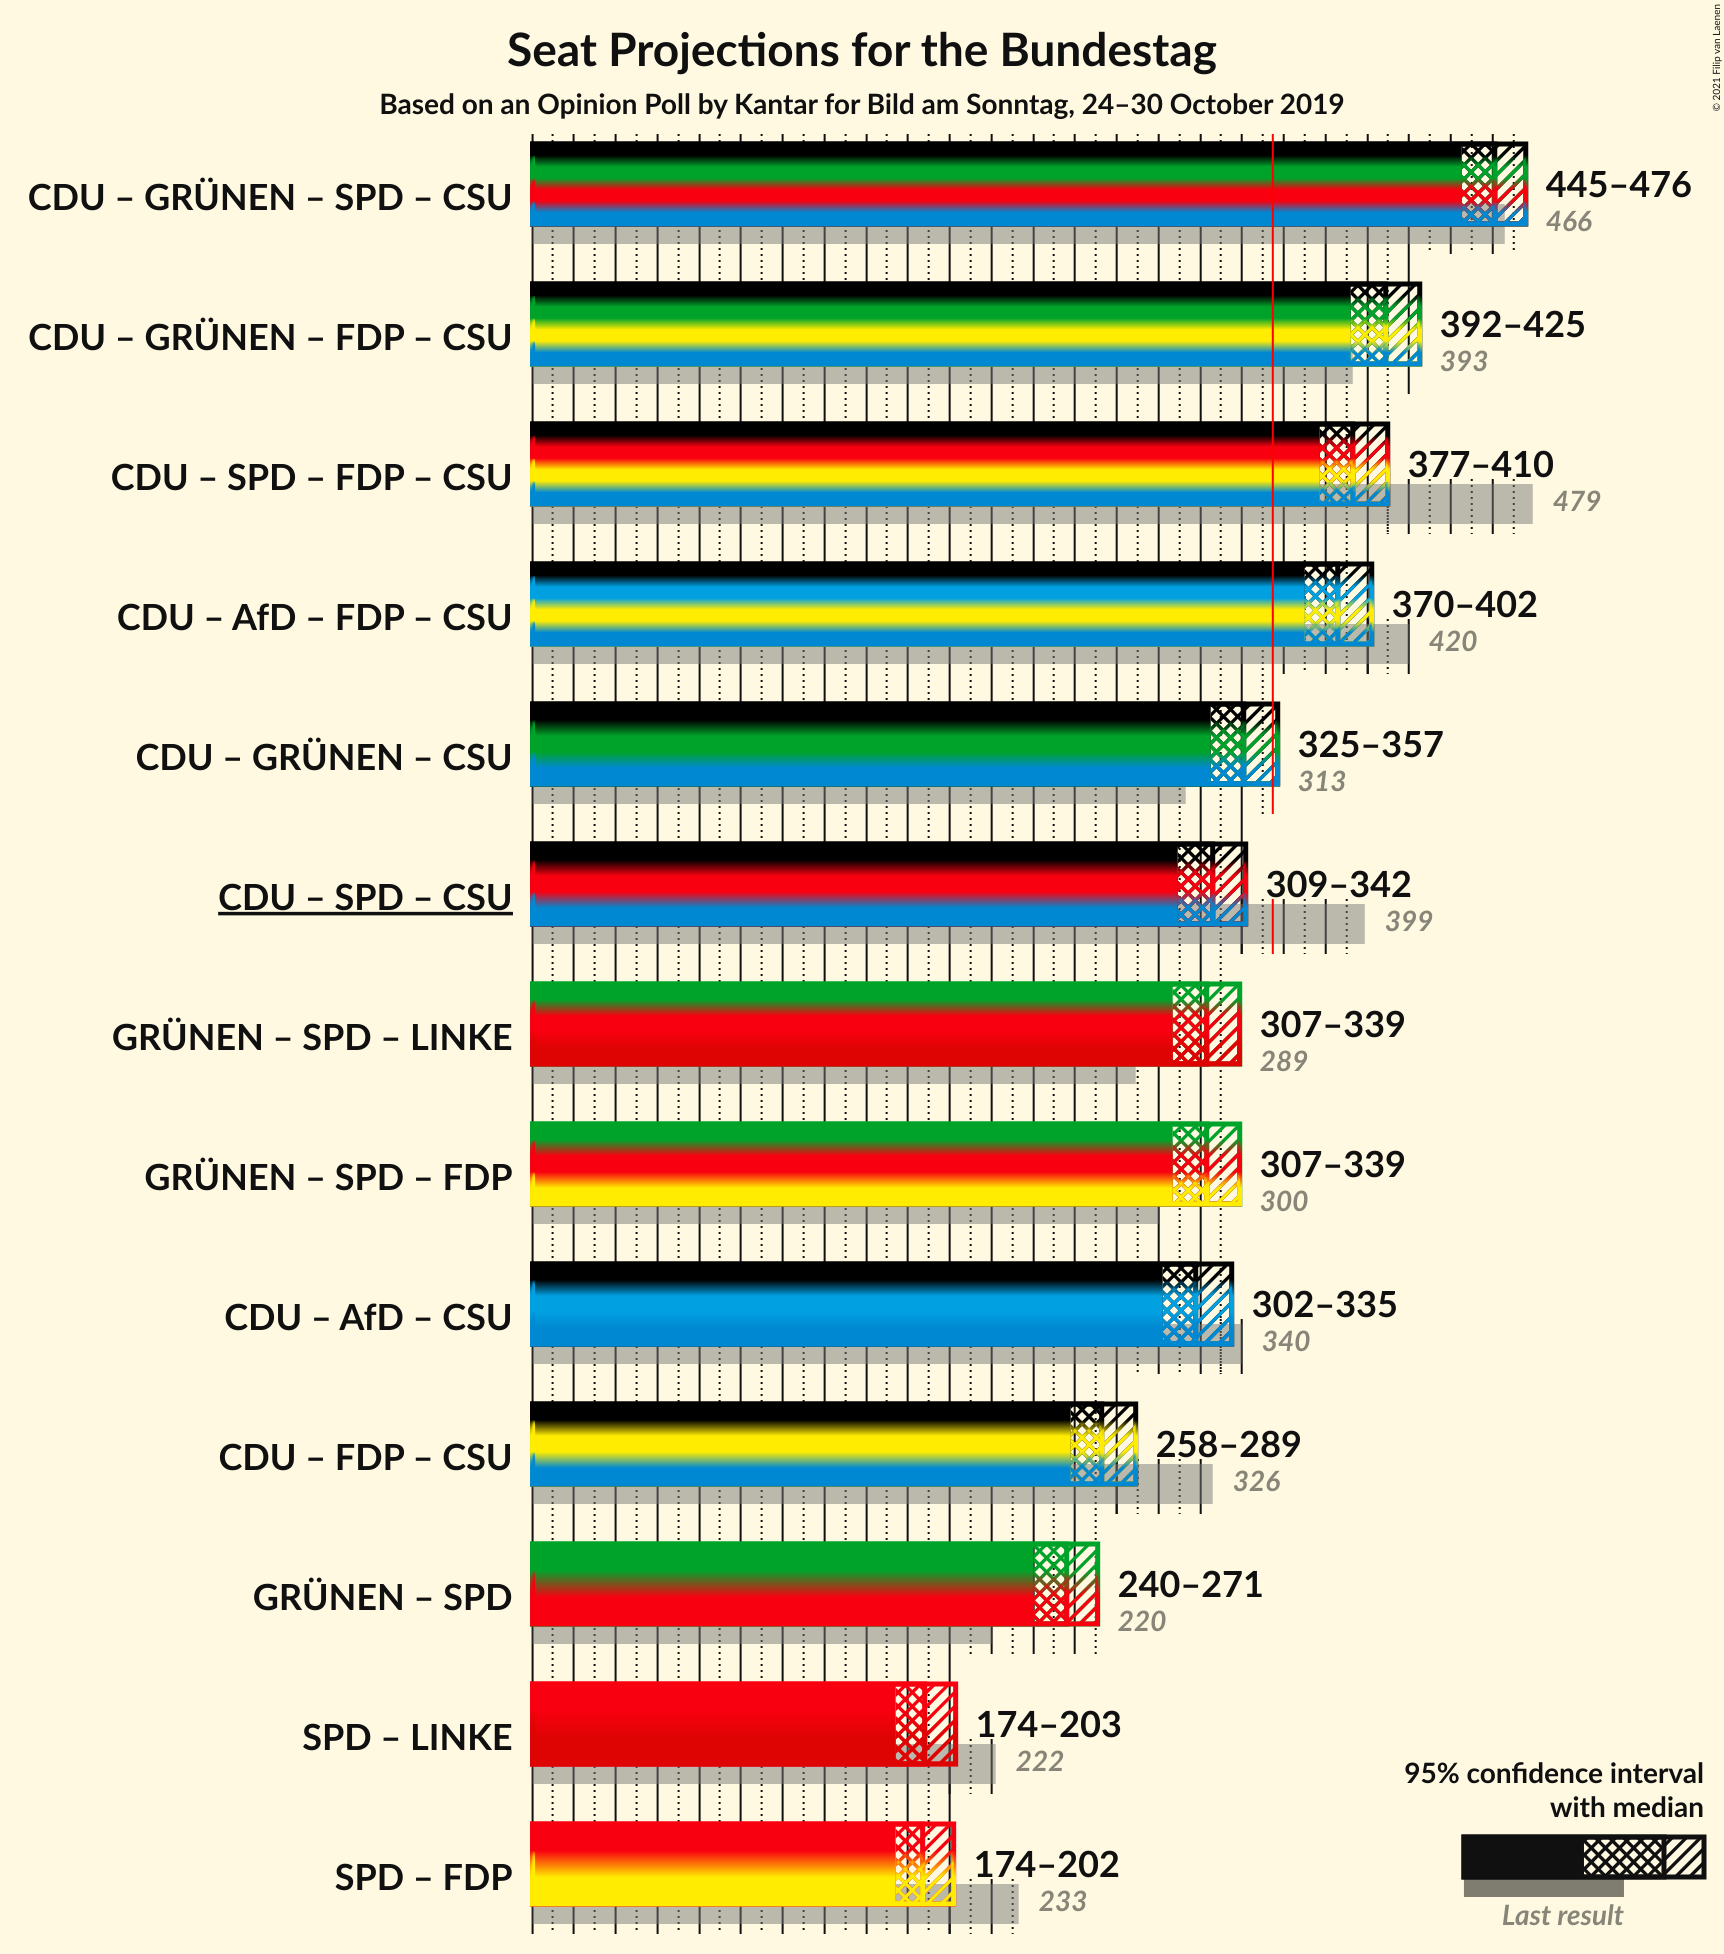 Seat Projections for the Bundestag
Based on an Opinion Poll by Kantar for Bild am Sonntag, 24–30 October 2019
© 2021 Filip van Laenen
CDU – GRÜNEN – SPD – CSU
445–476
466
CDU – GRÜNEN – FDP – CSU
392–425
393
CDU – SPD – FDP – CSU
377–410
479
CDU – AfD – FDP – CSU
370–402
420
CDU – GRÜNEN – CSU
325–357
313
CDU – SPD – CSU
309–342
399
GRÜNEN – SPD – LINKE
307–339
289
GRÜNEN – SPD – FDP
307–339
300
CDU – AfD – CSU
302–335
340
CDU – FDP – CSU
258–289
326
GRÜNEN – SPD
240–271
220
SPD – LINKE
174–203
222
SPD – FDP
174–202
233
95% confidence interval
with median
Last result